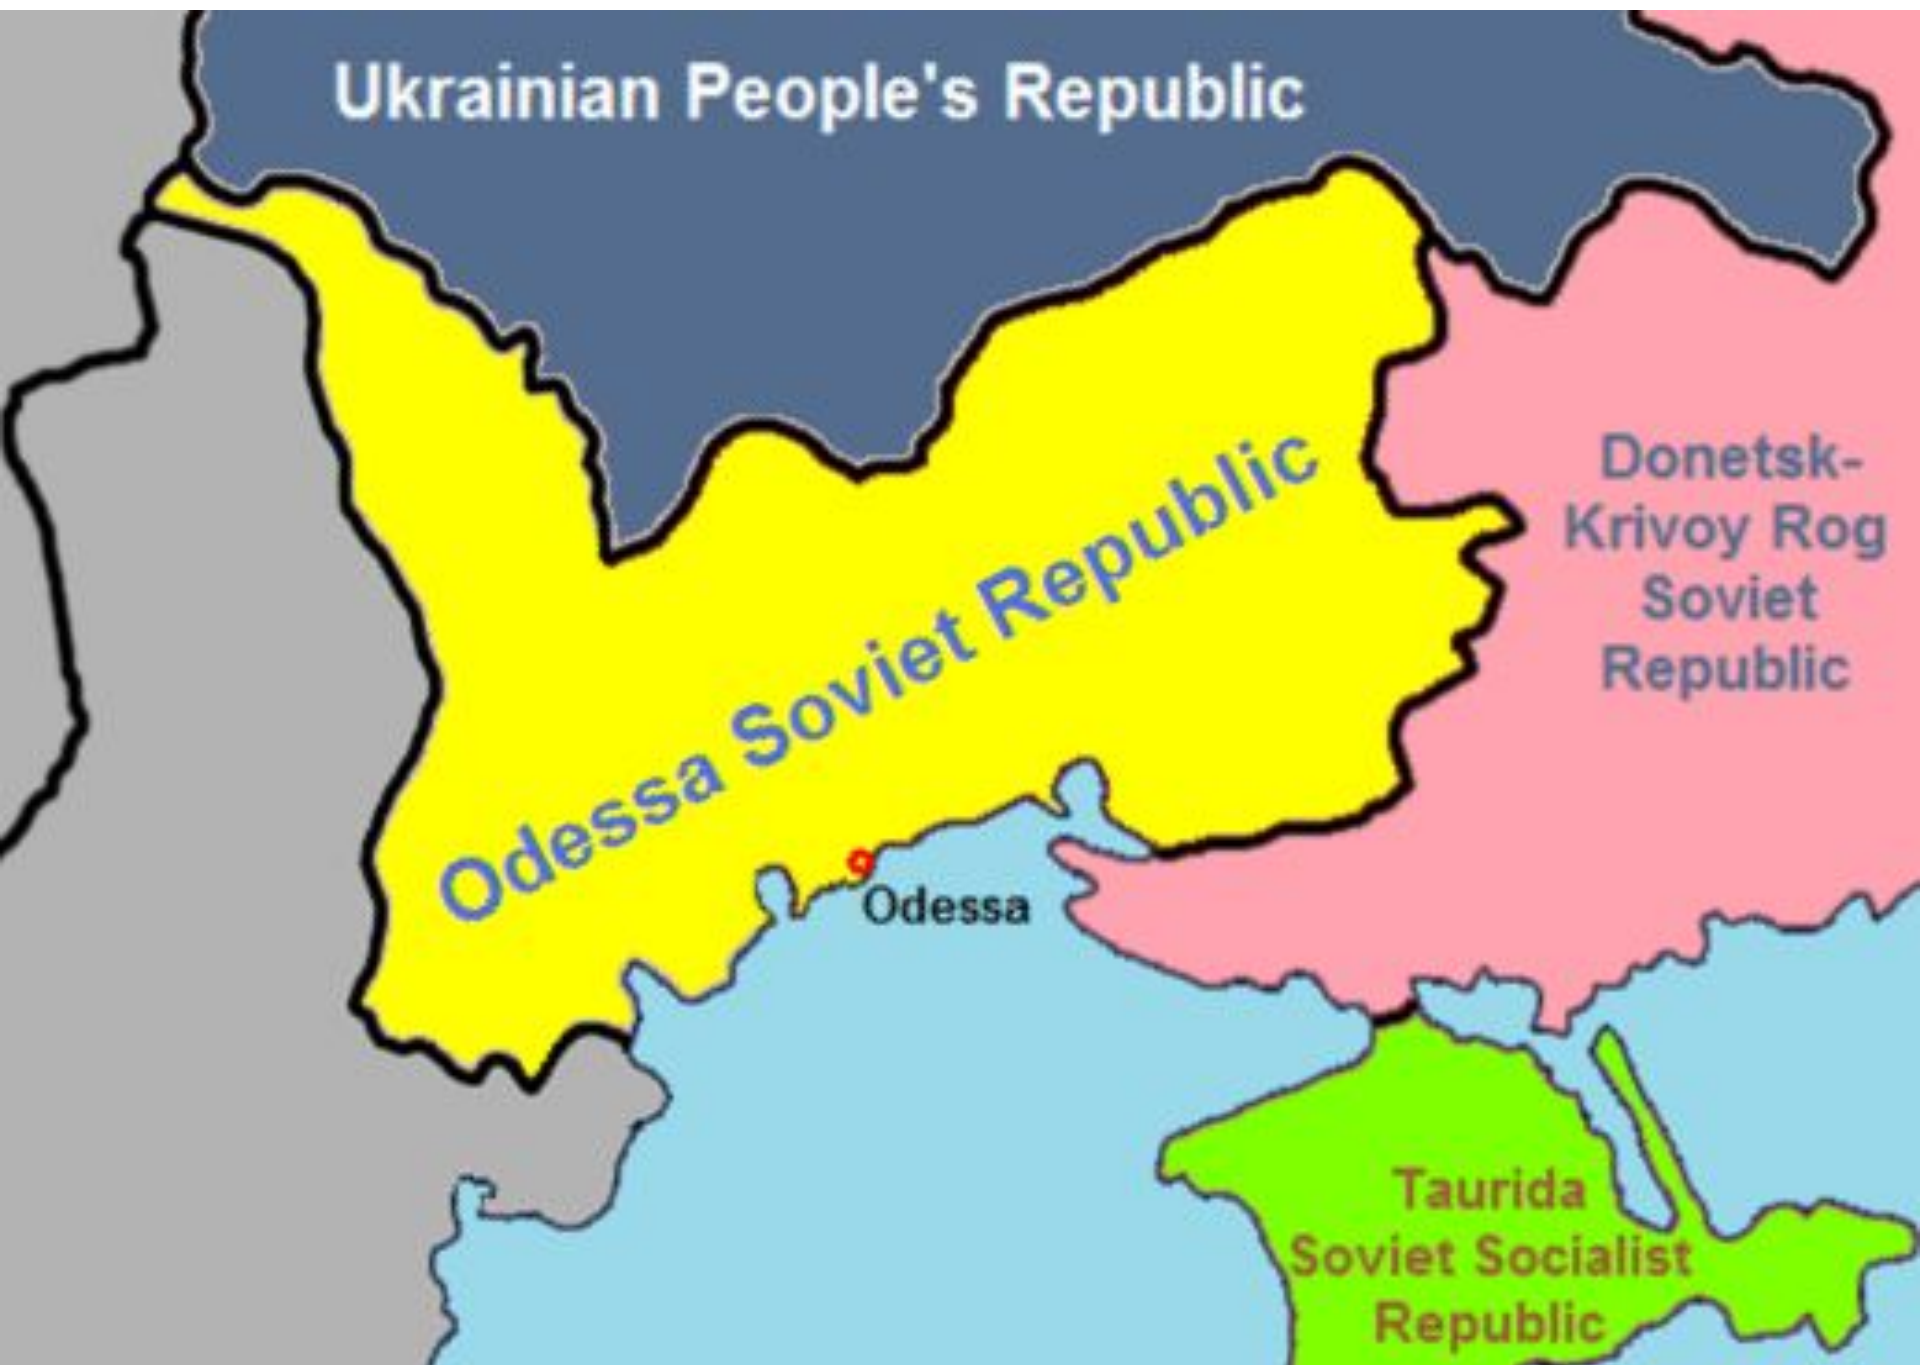 Ukrainian People's Republic
Odessa Soviet Republic
Donetsk-
Krivoy Rog
Soviet
Republic
Odessa
Taurida
Soviet Socialist
Republic